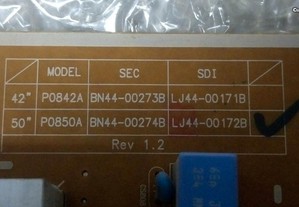 MODEL SEC SDI
42" P0842A BN44-00273B LJ44-00171B
50" P0850A BN44-00274B LJ44-00172B
Rev 1.2